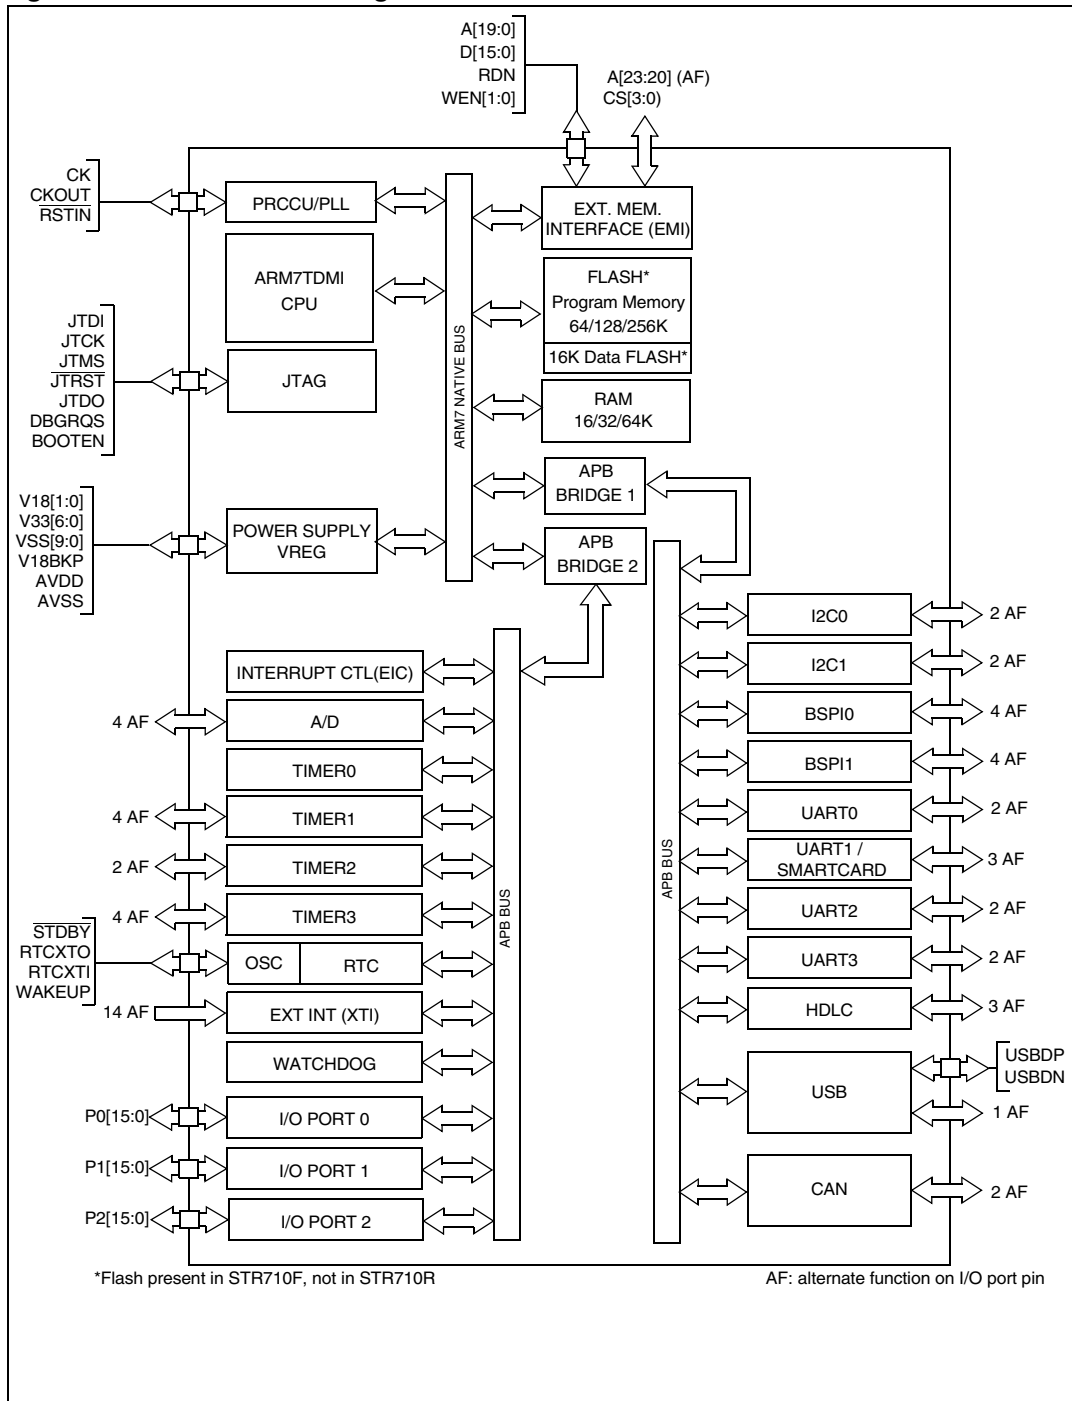 A[19:0]
D[15:0]
RDN
WEN[1:0]
A[23:20] (AF)
CS[3:0)
CK
CKOUT
RSTIN
PRCCU/PLL
EXT. MEM.
INTERFACE (EMI)
ARM7TDMI
CPU
FLASH*
Program Memory
64/128/256K
16K Data FLASH*
JTDI
JTCK
JTMS
JTRST
JTDO
DBGRQS
BOOTEN
JTAG
ARM7 NATIVE BUS
RAM
16/32/64K
APB
BRIDGE 1
V18[1:0]
V33[6:0]
VSS[9:0]
V18BKP
AVDD
AVSS
POWER SUPPLY
VREG
APB
BRIDGE 2
INTERRUPT CTL(EIC)
4 AF
A/D
TIMER0
4 AF
TIMER1
2 AF
TIMER2
4 AF
TIMER3
STDBY
RTCXTO
RTCXTI
WAKEUP
OSC
RTC
14 AF
EXT INT (XTI)
WATCHDOG
P0[15:0]
I/O PORT 0
P1[15:0]
I/O PORT 1
P2[15:0]
I/O PORT 2
APB BUS
APB BUS
I2C0
2 AF
I2C1
2 AF
BSPI0
4 AF
BSPI1
4 AF
UART0
2 AF
UART1 /
SMARTCARD
3 AF
UART2
2 AF
UART3
2 AF
HDLC
3 AF
USB
USBDP
USBDN
1 AF
CAN
2 AF
*Flash present in STR710F, not in STR710R
AF: alternate function on I/O port pin